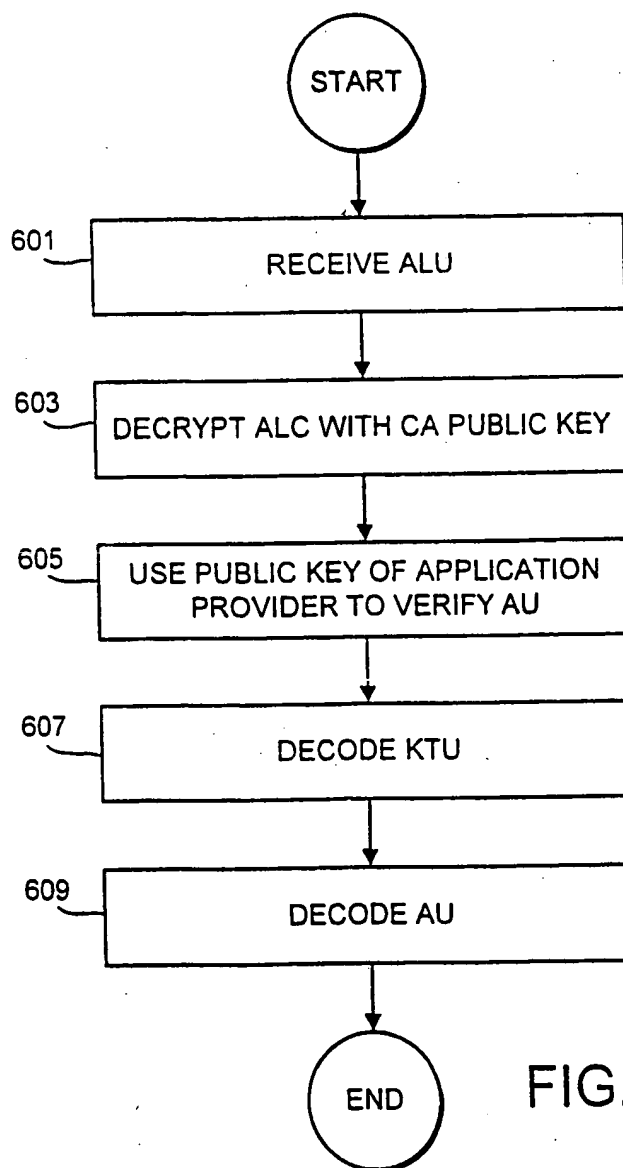 START
601
RECEIVE ALU
603
DECRYPT ALC WITH CA PUBLIC KEY
605
USE PUBLIC KEY OF APPLICATION
PROVIDER TO VERIFY AU
607
DECODE KTU
609
DECODE AU
END
FIG.